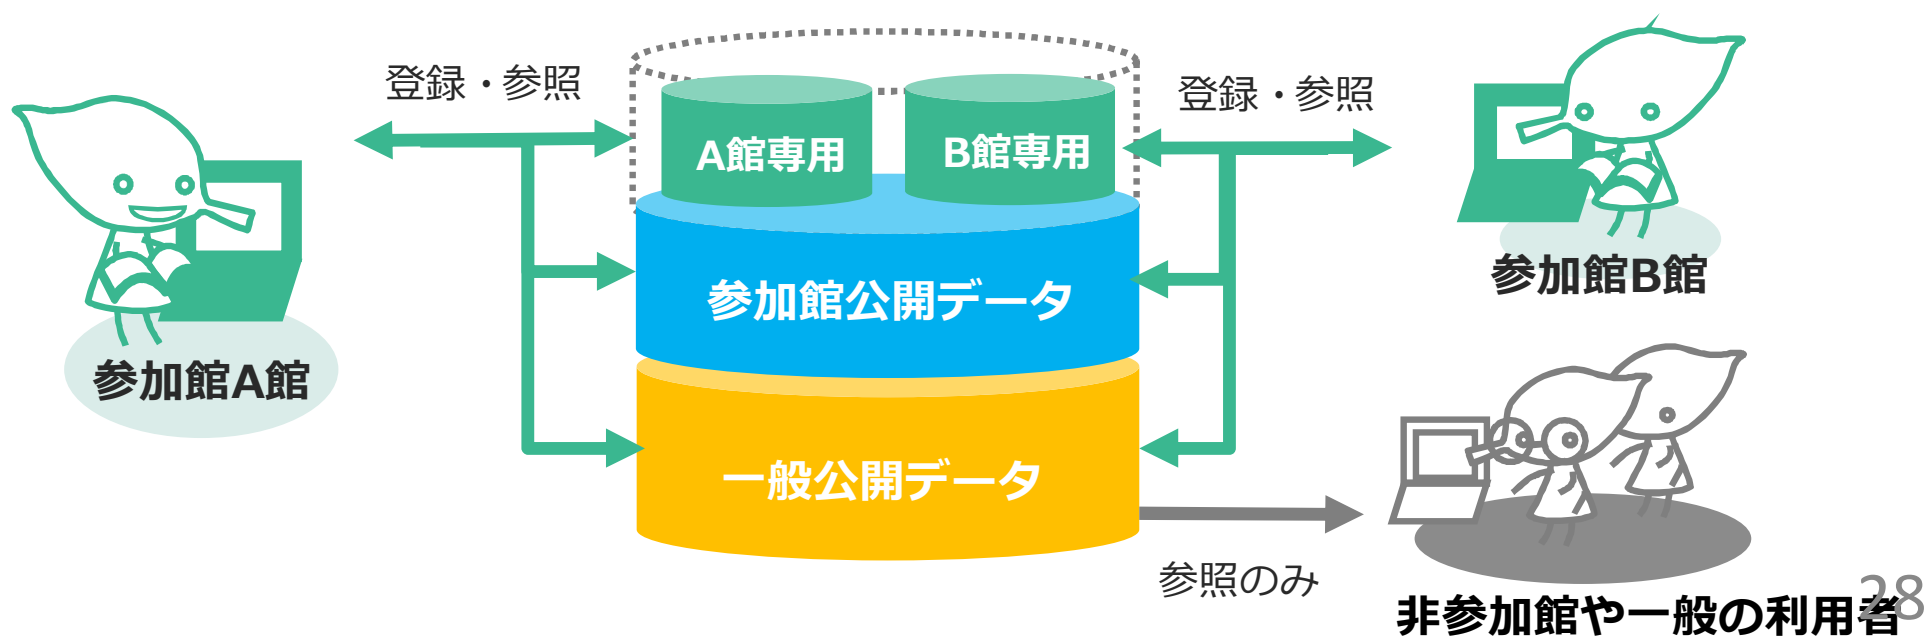 登録・参照
登録・参照
A館専用
B館専用
参加館A館
参加館公開データ
参加館B館
一般公開データ
参照のみ
非参加館や一般の利用者
28